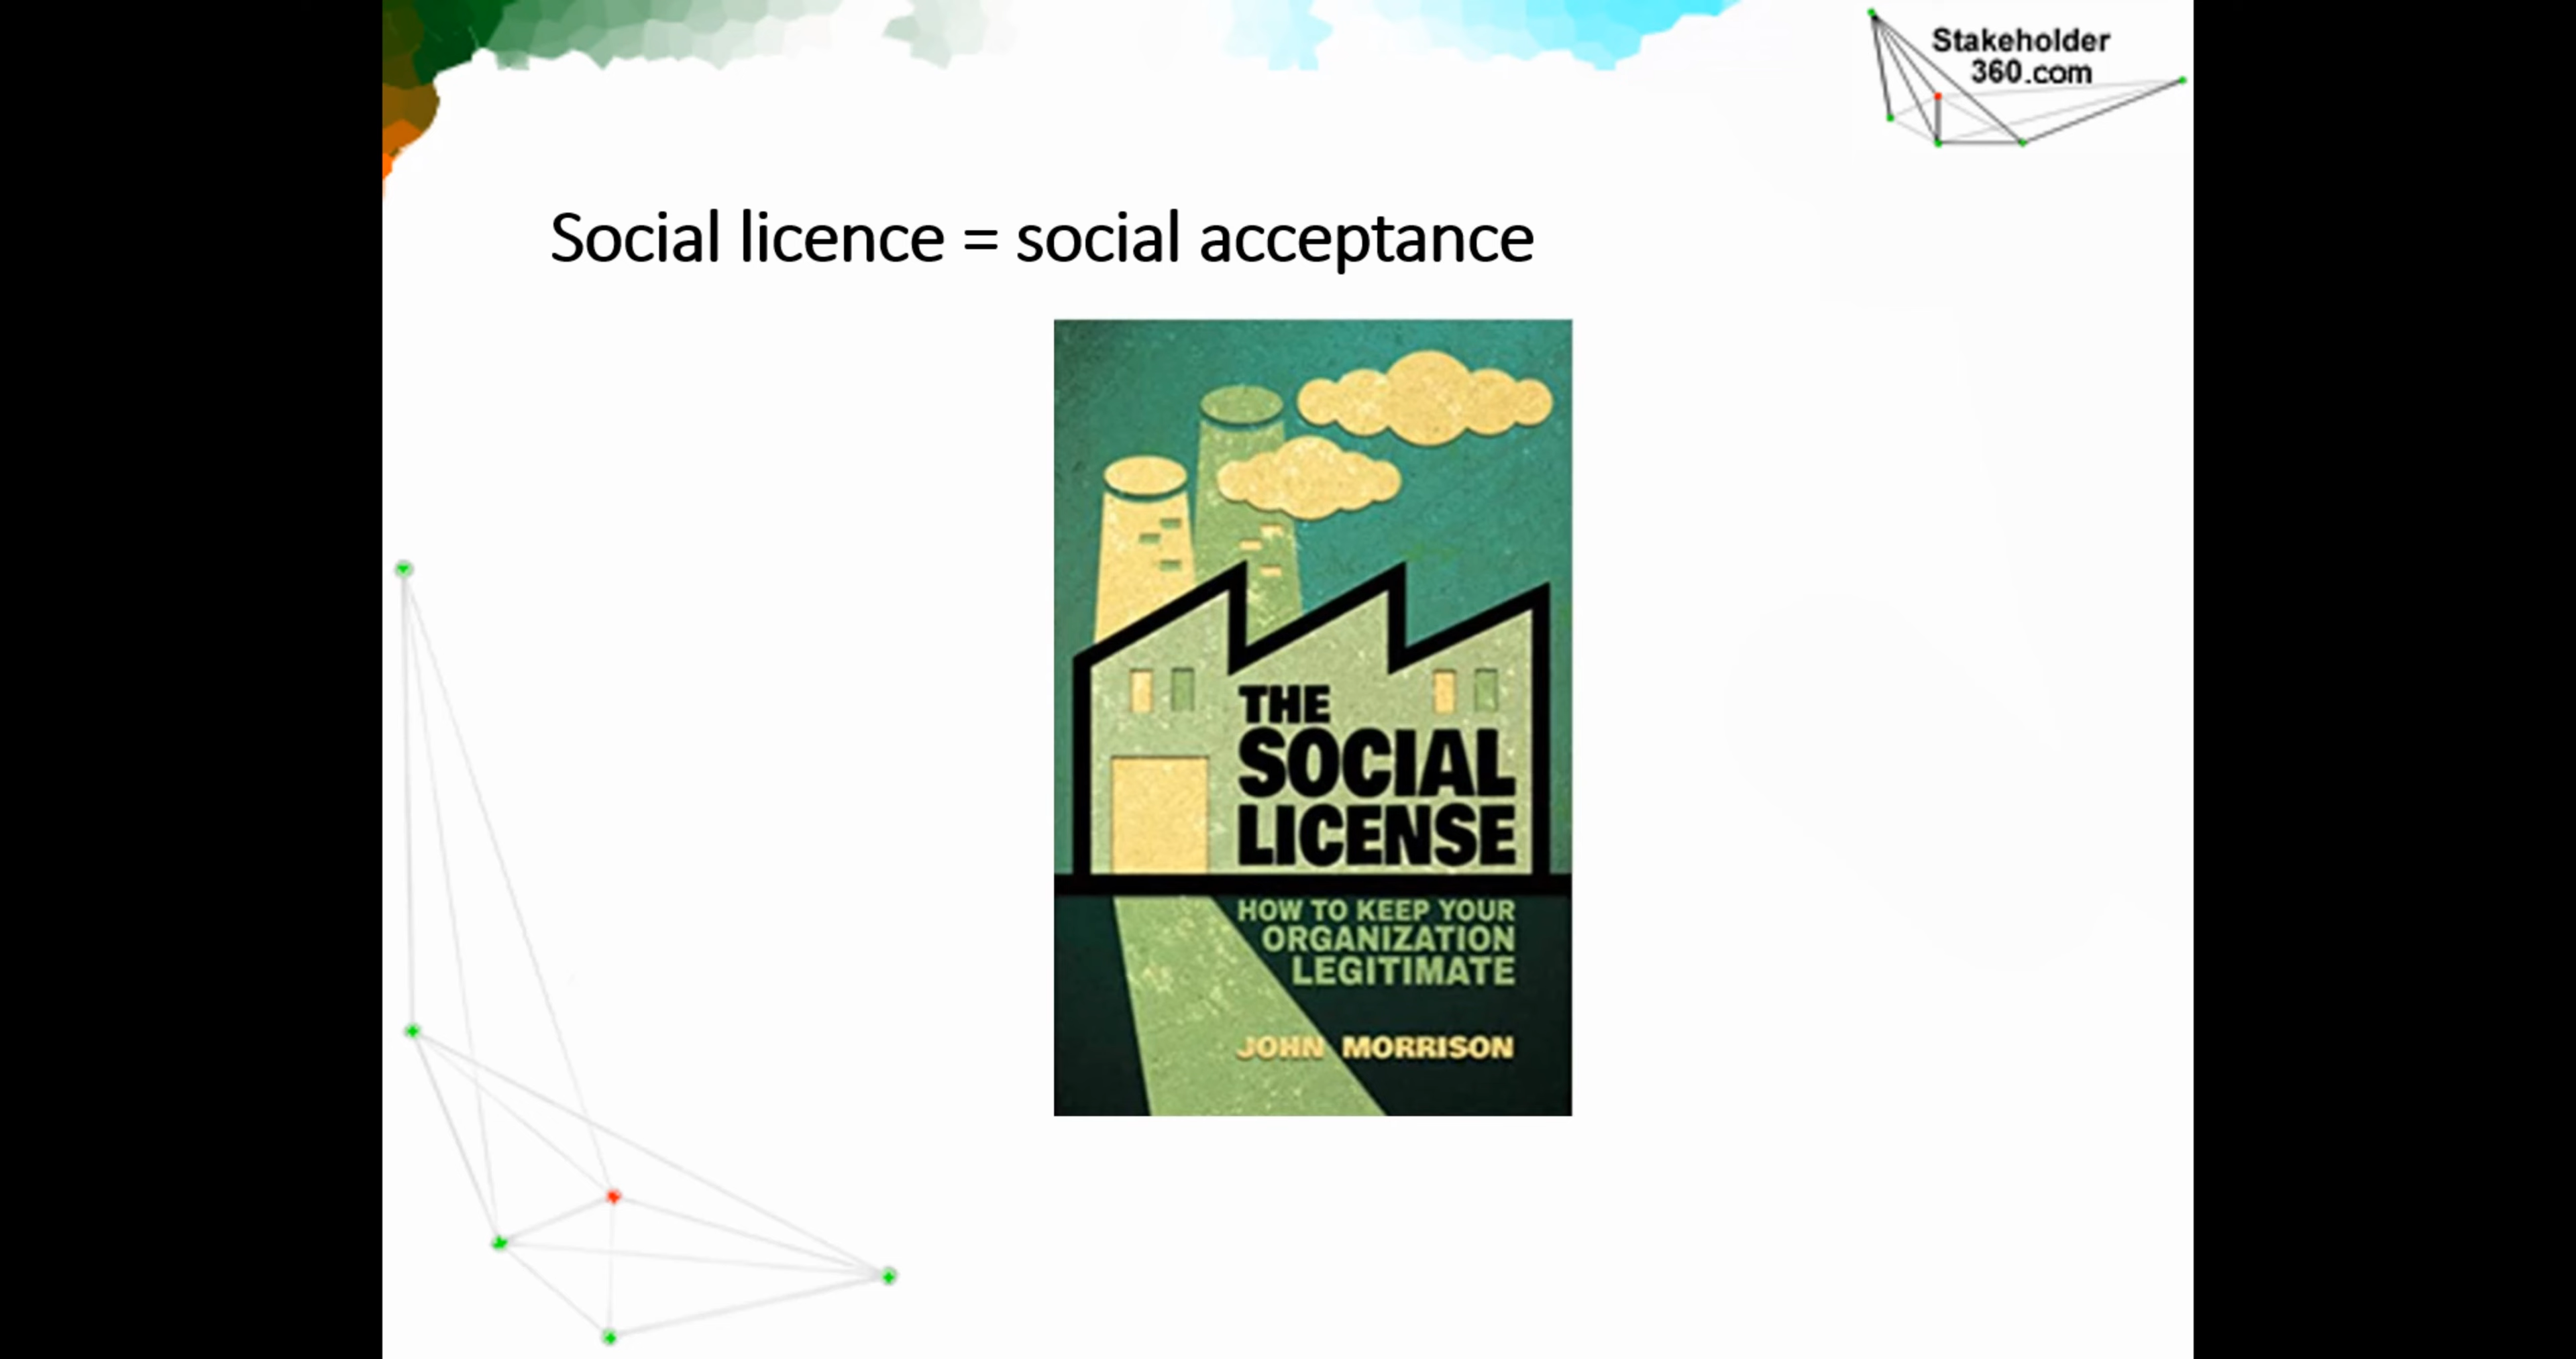 Stakeholder
360.com
Social licence = social acceptance
THE
SOCIAL
LICENSE
HOW TO KEEP YOUR
ORGANIZATION
LEGITIMATE
JOHN MORRISON